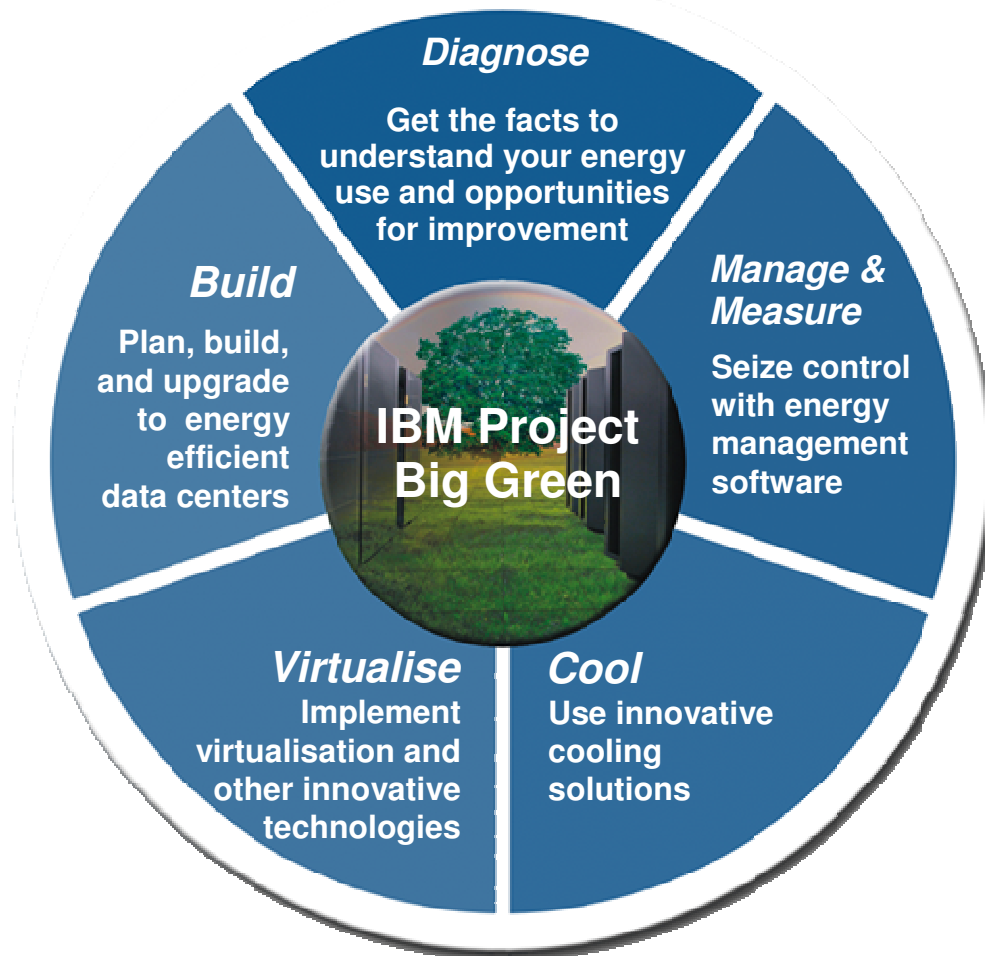 Diagnose
Get the facts to
understand your energy
use and opportunities
for improvement
Manage &
Measure
Seize control
with energy
management
software
Cool
Use innovative
cooling
solutions
Virtualise
Implement
virtualisation and
other innovative
technologies
Build
Plan, build,
and upgrade
to energy
efficient
data centers
IBM Project
Big Green